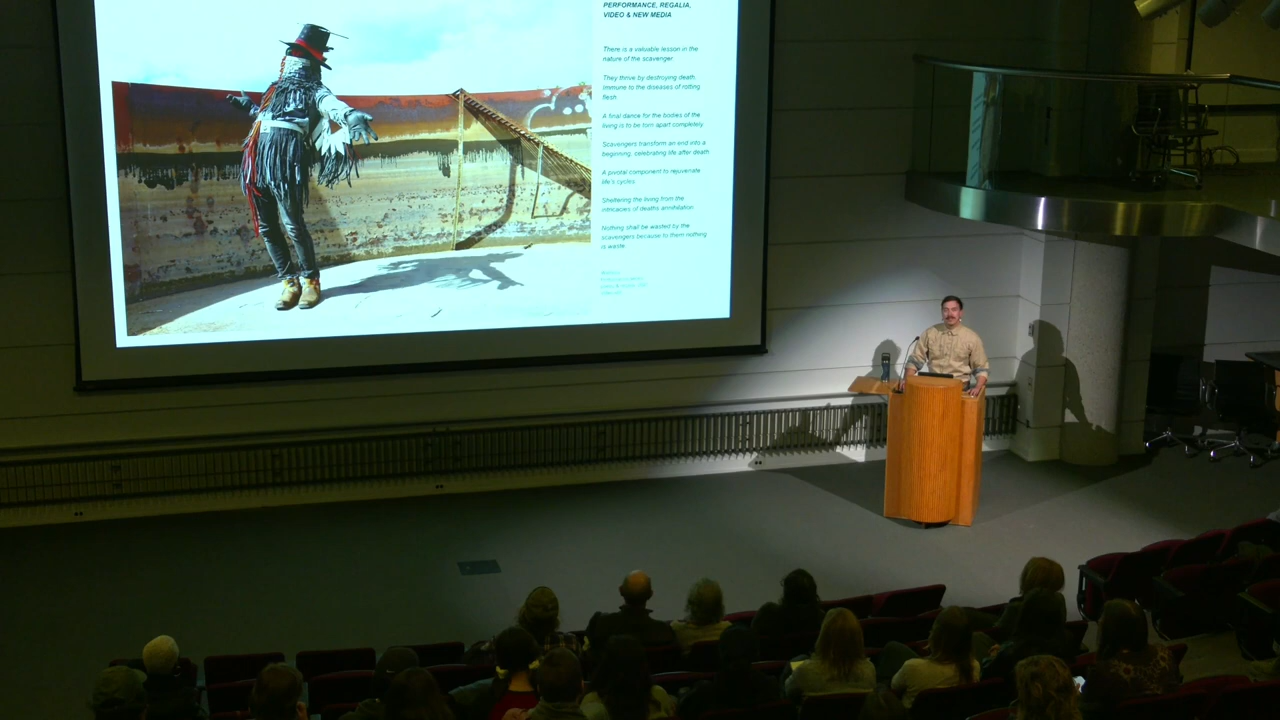 PERFORMANCE, REGALIA,
VIDEO & NEW MEDIA
There is a valuable lesson in the
nature of the scavenger.
They thrive by destroying death.
Immune to the diseases of rotting
flesh
A final dance for the bodies of the
living is to be torn apart completely.
Scavengers transform an end into a
beginning, celebrating life after death
A pivotal component to rejuvenate
life's cycles
Sheltering the living from the
intricacies of deaths annihilation.
Nothing shall be wasted by the
scavengers because to them nothing
is waste.